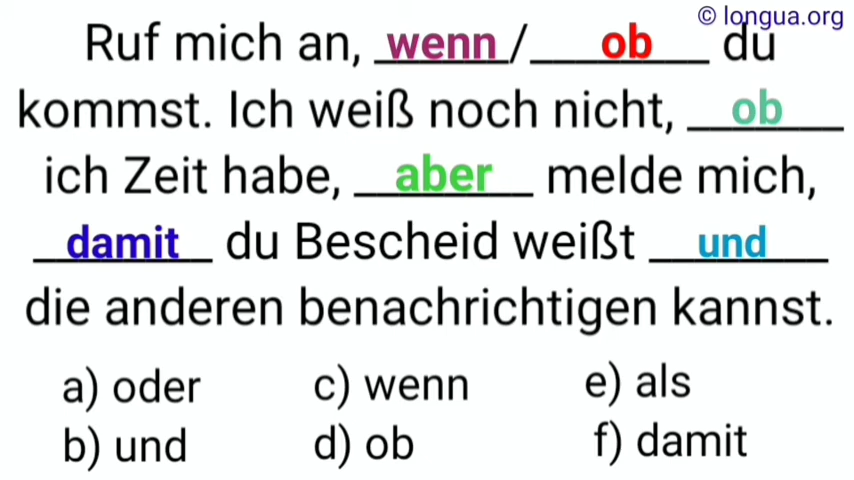 © longua.org
Ruf mich an, wenn/ ob du
kommst. Ich weiß noch nicht, ob
ich Zeit habe, aber melde mich,
damit du Bescheid weißt und
die anderen benachrichtigen kannst.
a) oder c) wenn e) als
b) und d) ob f) damit